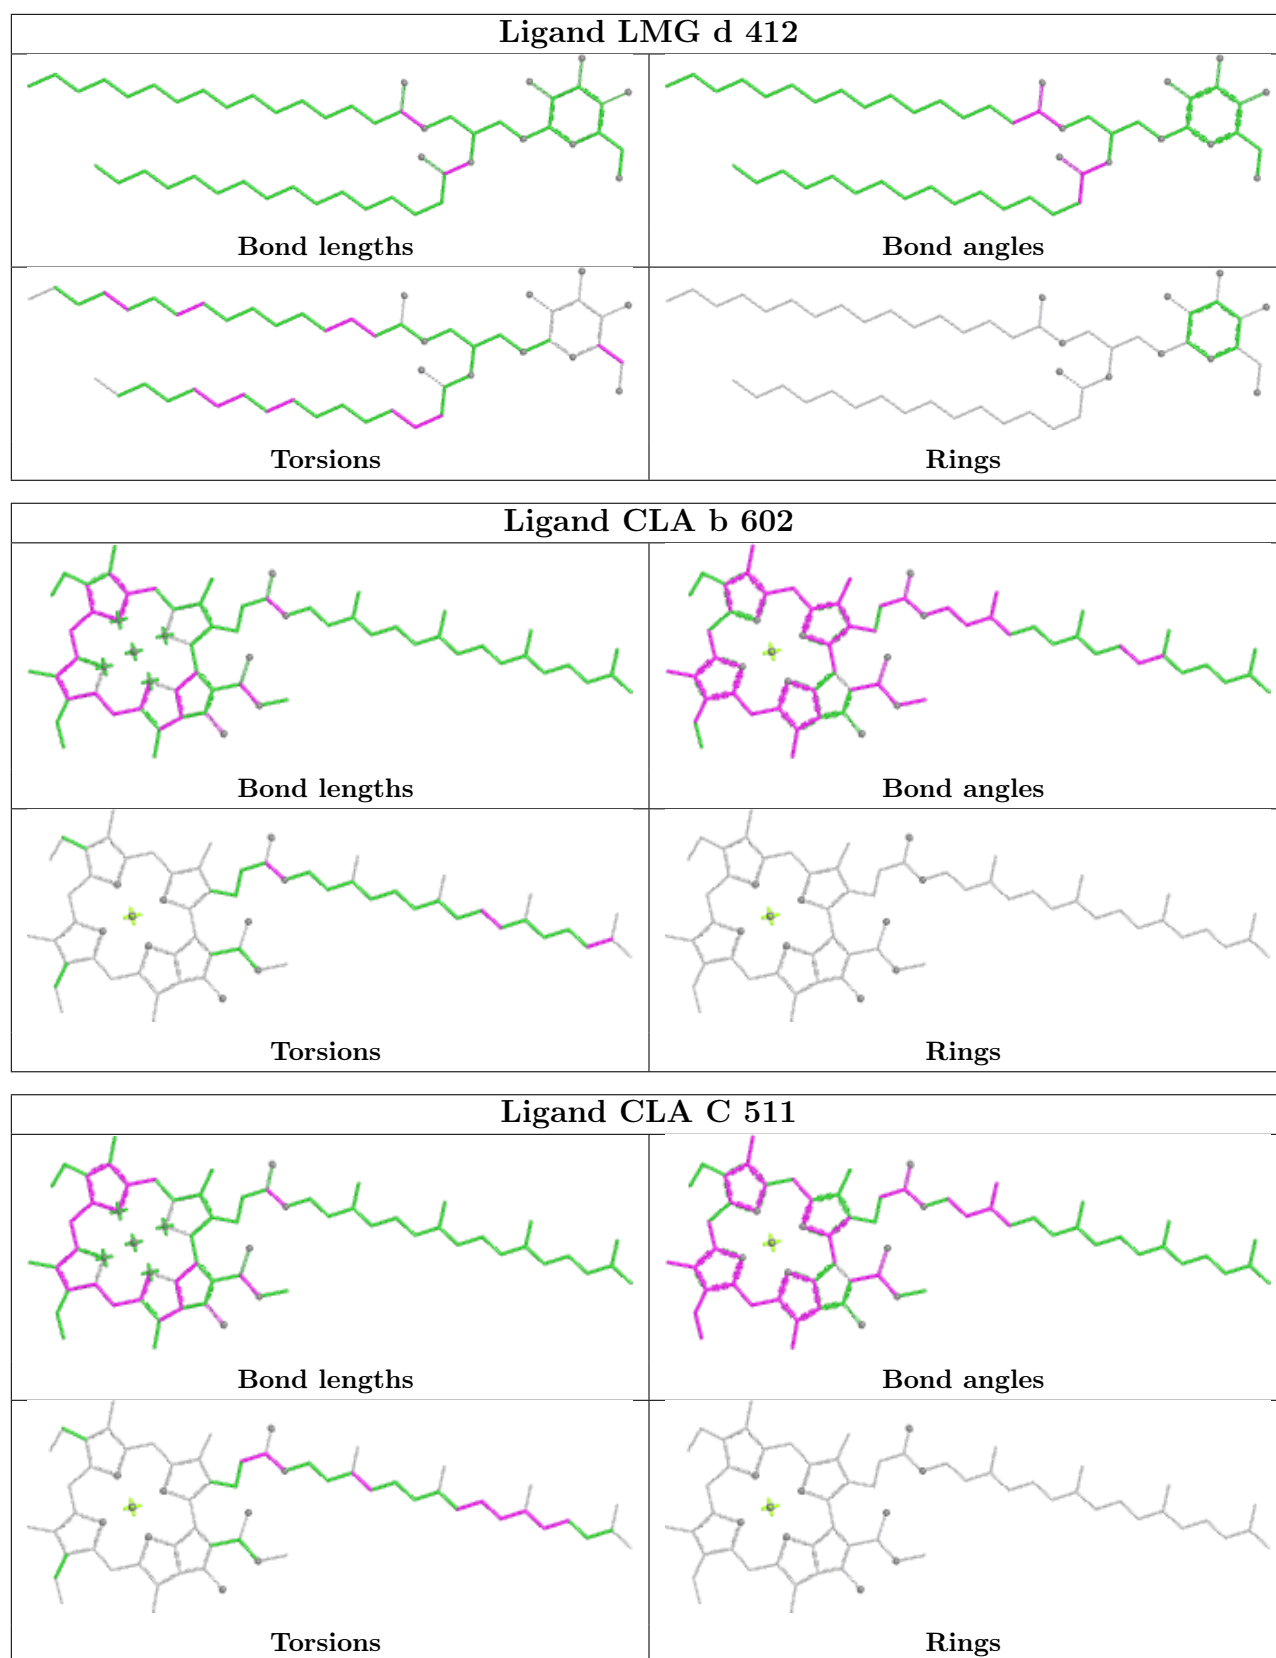 Ligand LMG d 412
Bond lengths
Bond angles
Torsions
Rings
Ligand CLA b 602
Bond lengths
Bond angles
Torsions
Rings
Ligand CLA C 511
Bond lengths
Bond angles
Torsions
Rings